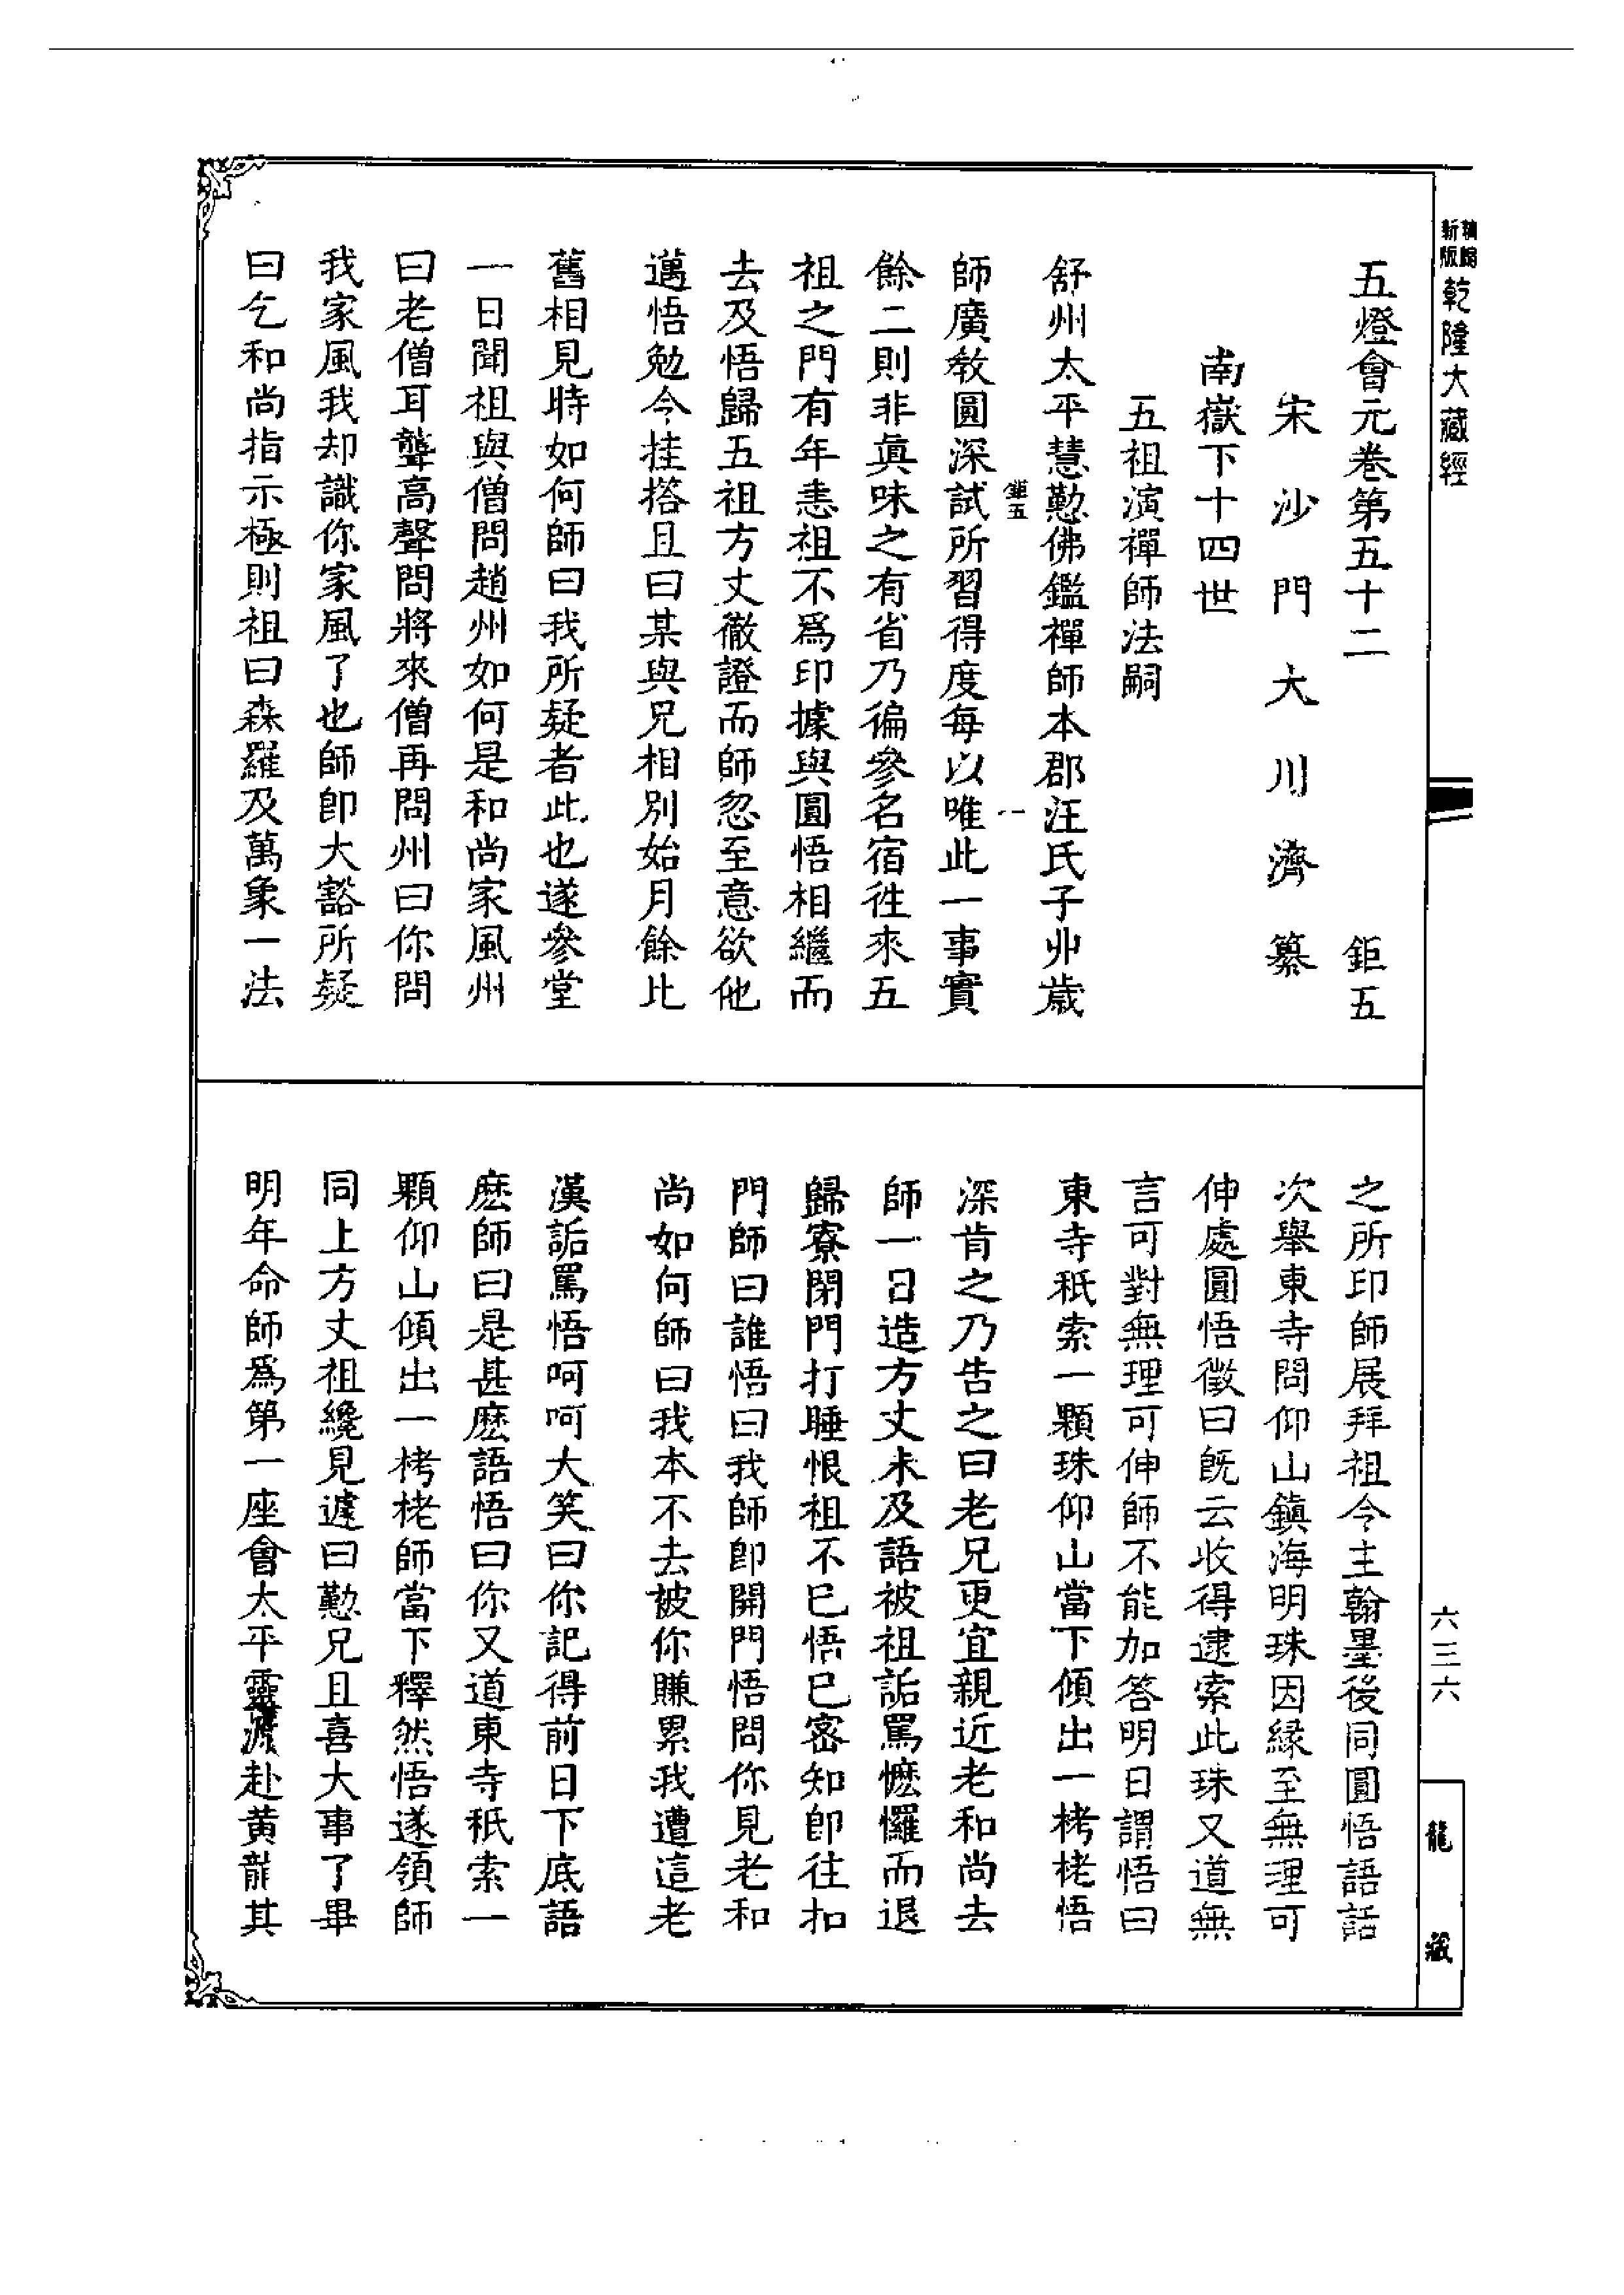 新版
精縮
乾隆大藏經
五燈會元卷第五十二 鉅五
宋沙門大川濟纂
南嶽下十四世
五祖演禪師法嗣
舒州太平慧懃佛鑑禪師本郡汪氏子丱歲
鉅五 一
師廣教圓深試所習得度每以唯此一事實
餘二則非眞味之有省乃徧參名宿往來五
祖之門有年恚祖不爲印據與圓悟相繼而
去及悟歸五祖方丈徹證而師忽至意欲他
邁悟勉令挂搭且曰某與兄相別始月餘比
舊相見時如何師曰我所疑者此也遂參堂
一日聞祖與僧問趙州如何是和尚家風州
曰老僧耳聾高聲問將來僧再問州曰你問
我家風我却識你家風了也師卽大豁所疑
曰乞和尚指示極則祖曰森羅及萬象一法
之所印師展拜祖令主翰墨後同圓悟語話
次舉東寺問仰山鎮海明珠因緣至無理可
伸處圓悟徵曰既云收得逮索此珠又道無
言可對無理可伸師不能加答明日謂悟曰
東寺秖索一顆珠仰山當下傾出一栲栳悟
深肯之乃告之曰老兄更宜親近老和尚去
師一日造方丈未及語被祖詬罵懡㦬而退
歸寮閉門打睡恨祖不已悟已密知卽往扣
門師曰誰悟曰我師卽開門悟問你見老和
尚如何師曰我本不去被你賺累我遭這老
漢詬罵悟呵呵大笑曰你記得前日下底語
麽師曰是甚麽語悟曰你又道東寺秖索一
顆仰山傾出一栲栳師當下釋然悟遂領師
同上方丈祖纔見遽曰懃兄且喜大事了畢
明年命師爲第一座會太平靈源赴黄龍其
六三六
龍藏